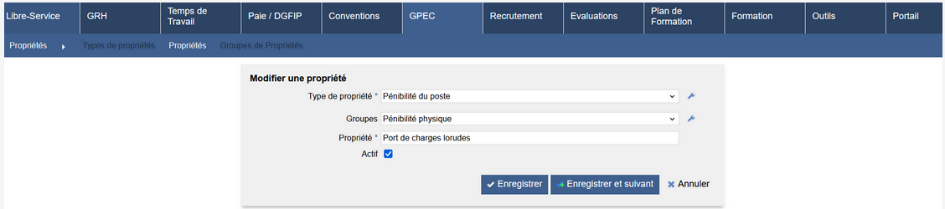 Libre-Service GRH Temps de Travail Paie / DGFIP Conventions GPEC Recrutement Evaluations Plan de Formation Formation Outils Portail
Propriétés Types de propriétés Propriétés Groupes de Propriétés
Modifier une propriété
Type de propriété * Pénibilité du poste
Groupes Pénibilité physique
Propriété * Port de charges lorudes
Actif
Enregistrer Enregistrer et suivant Annuler